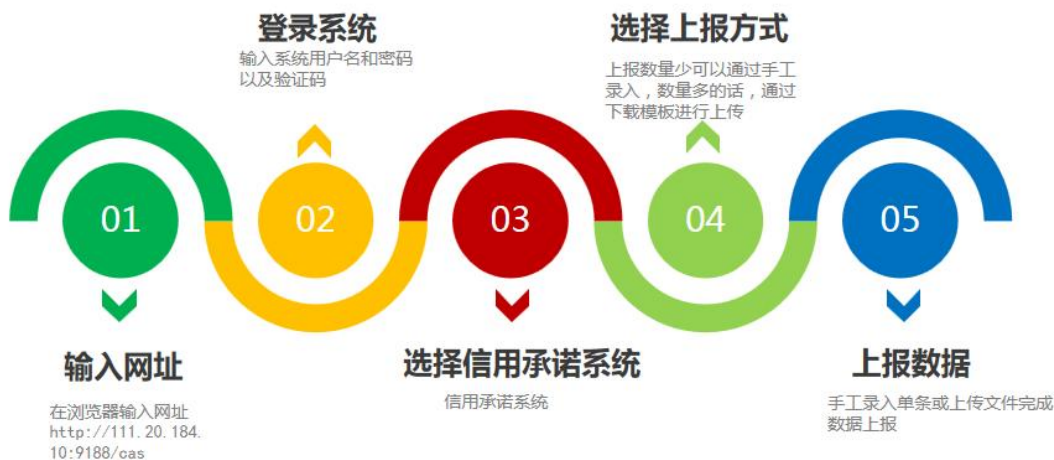 01
输入网址
在浏览器输入网址
http://111.20.184.
10:9188/cas
登录系统
输入系统用户名和密码
以及验证码
02
03
选择信用承诺系统
信用承诺系统
选择上报方式
上报数量少可以通过手工
录入，数量多的话，通过
下载模板进行上传
04
05
上报数据
手工录入单条或上传文件完成
数据上报